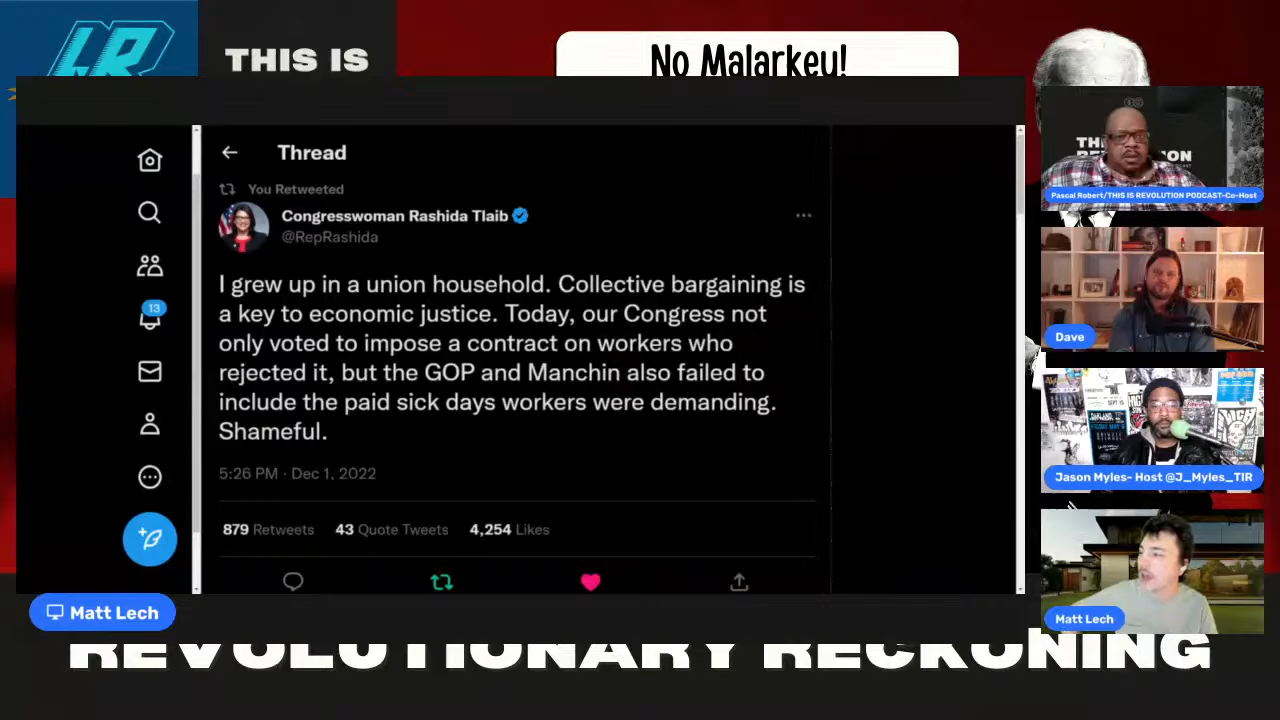 THIS IS
No Malarkey!
Thread
You Retweeted
Congresswoman Rashida Tlaib
@RepRashida
I grew up in a union household. Collective bargaining is
a key to economic justice. Today, our Congress not
only voted to impose a contract on workers who
rejected it, but the GOP and Manchin also failed to
include the paid sick days workers were demanding.
Shameful.
5:26 PM · Dec 1, 2022
879 Retweets 43 Quote Tweets 4,254 Likes
13
Matt Lech
Pascal Robert/THIS IS REVOLUTION PODCAST-Co-Host
Dave
Jason Myles- Host @J_Myles_TIR
Matt Lech
REVOLUTIONARY RECKONING